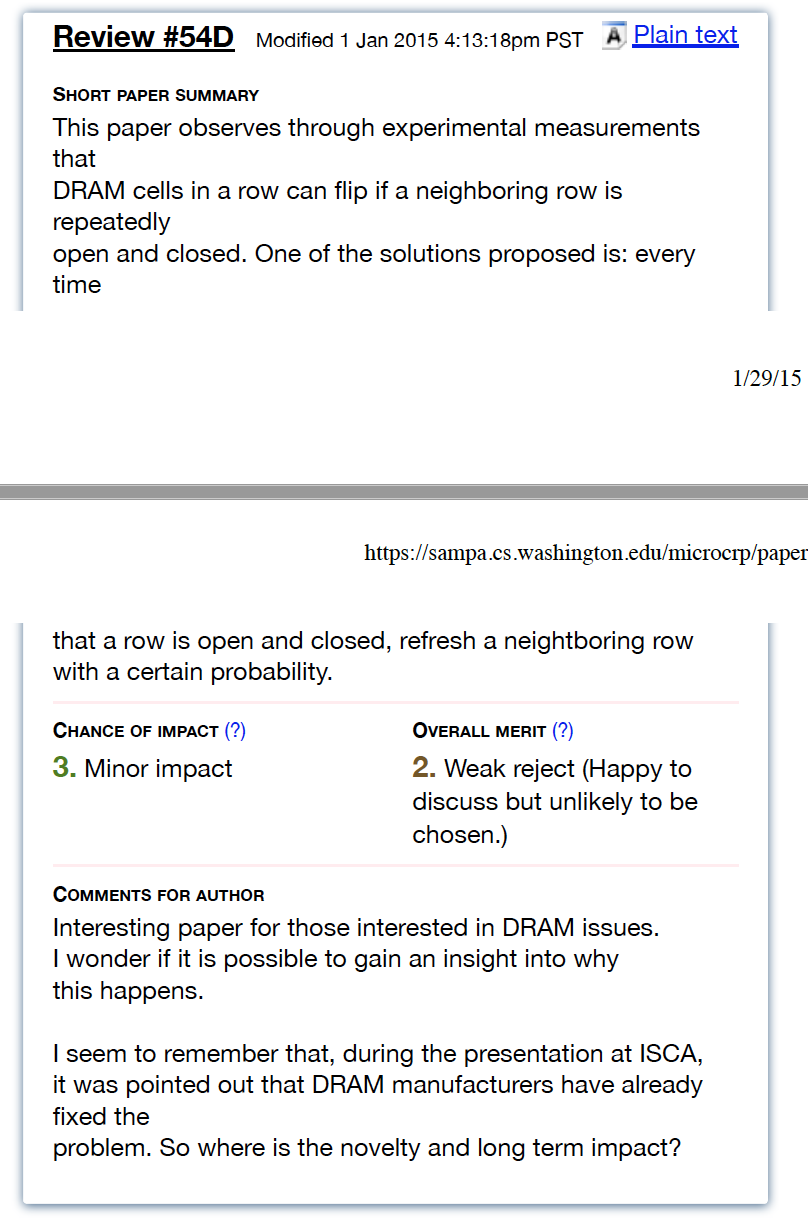 Review #54D Modified 1 Jan 2015 4:13:18pm PST A Plain text
SHORT PAPER SUMMARY
This paper observes through experimental measurements
that
DRAM cells in a row can flip if a neighboring row is
repeatedly
open and closed. One of the solutions proposed is: every
time
1/29/15
https://sampa.cs.washington.edu/microcrp/paper
that a row is open and closed, refresh a neightboring row
with a certain probability.
CHANCE OF IMPACT (?)
3. Minor impact
OVERALL MERIT (?)
2. Weak reject (Happy to
discuss but unlikely to be
chosen.)
COMMENTS FOR AUTHOR
Interesting paper for those interested in DRAM issues.
I wonder if it is possible to gain an insight into why
this happens.
I seem to remember that, during the presentation at ISCA,
it was pointed out that DRAM manufacturers have already
fixed the
problem. So where is the novelty and long term impact?